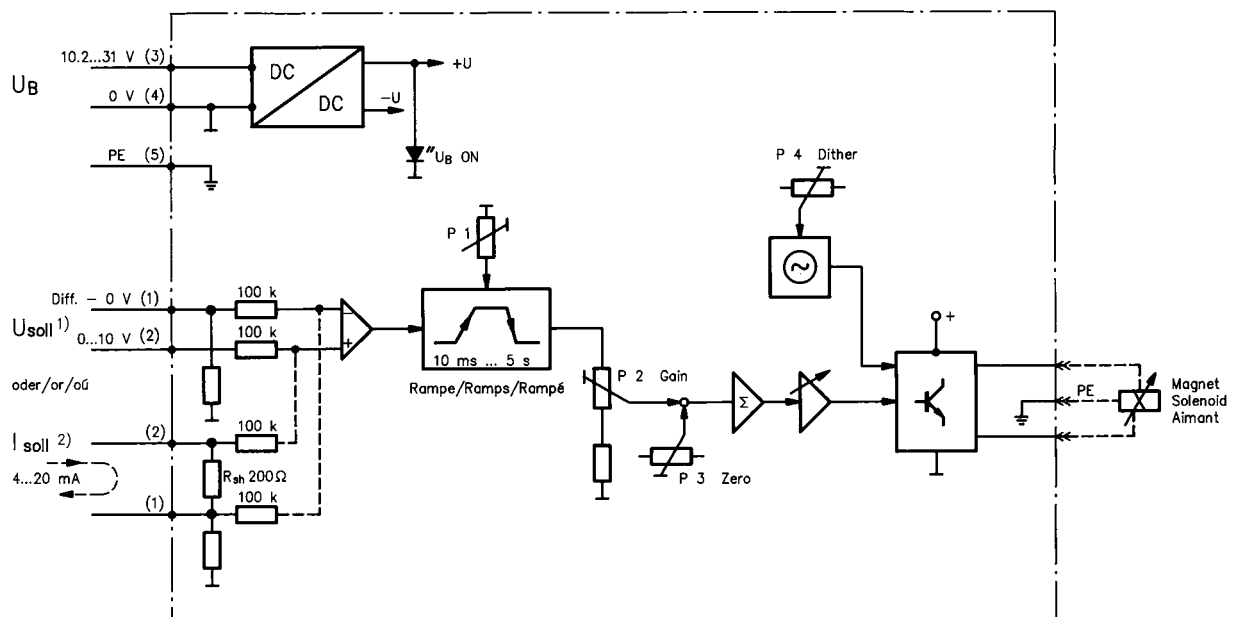 10.2...31 V (3)
U_B
0 V (4)
DC
DC
+U
-U
U_B ON
PE (5)
P 4 Dither
P 1
Diff. - 0 V (1)
100 k
U_soll 1)
0...10 V (2)
100 k
-
+
10 ms ... 5 s
Rampe/Ramps/Rampé
oder/or/oú
P 2 Gain
Σ
+
PE
Magnet
Solenoid
Aimant
I_soll 2)
(2)
100 k
4...20 mA
R_sh 200Ω
(1)
100 k
P 3 Zero